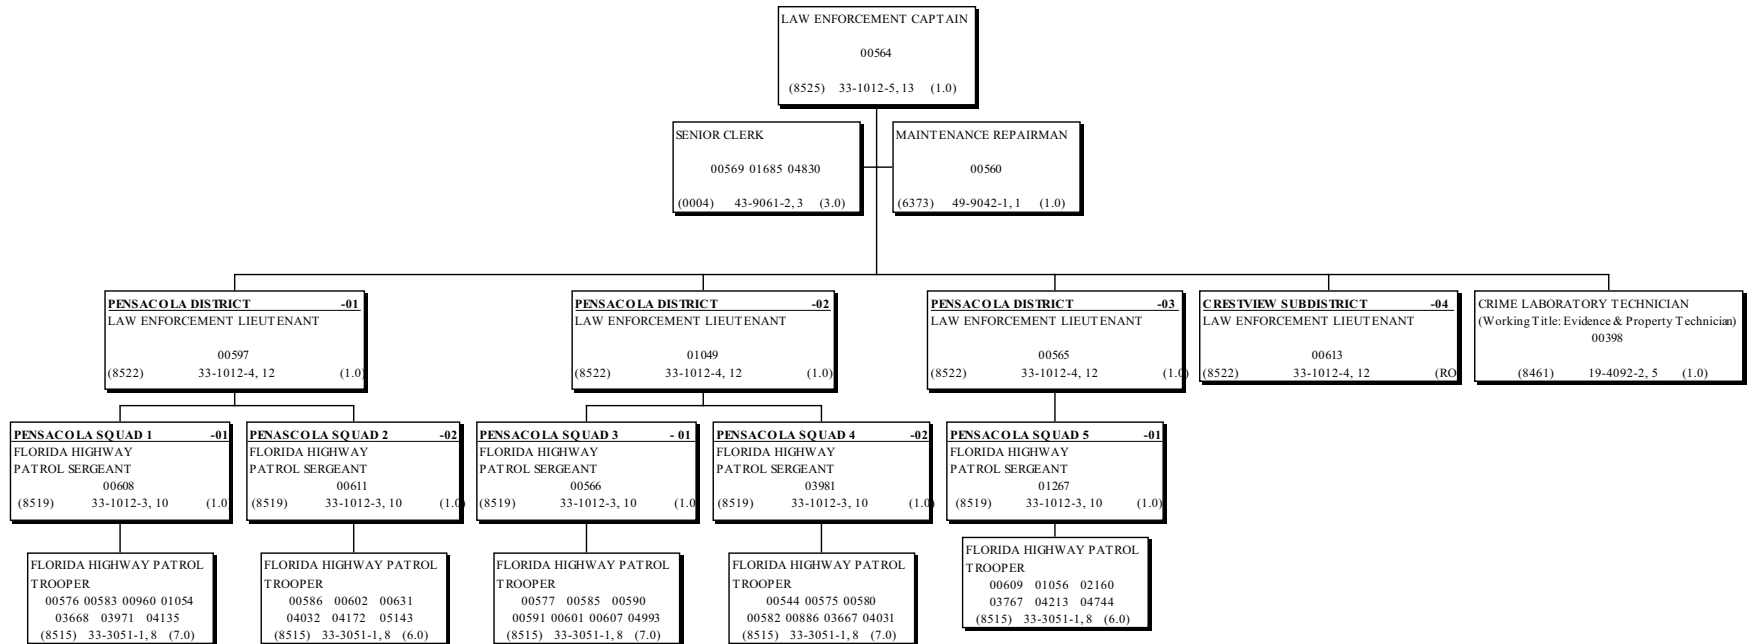 LAW ENFORCEMENT CAPTAIN
00564
(8525) 33-1012-5, 13 (1.0)
SENIOR CLERK
00569 01685 04830
(0004) 43-9061-2, 3 (3.0)
MAINTENANCE REPAIRMAN
00560
(6373) 49-9042-1, 1 (1.0)
PENSACOLA DISTRICT -01
LAW ENFORCEMENT LIEUTENANT
00597
(8522) 33-1012-4, 12 (1.0)
PENSACOLA DISTRICT -02
LAW ENFORCEMENT LIEUTENANT
01049
(8522) 33-1012-4, 12 (1.0)
PENSACOLA DISTRICT -03
LAW ENFORCEMENT LIEUTENANT
00565
(8522) 33-1012-4, 12 (1.0)
CRESTVIEW SUBDISTRICT -04
LAW ENFORCEMENT LIEUTENANT
00613
(8522) 33-1012-4, 12 (RO
CRIME LABORATORY TECHNICIAN
(Working Title: Evidence & Property Technician)
00398
(8461) 19-4092-2, 5 (1.0)
PENSACOLA SQUAD 1 -01
FLORIDA HIGHWAY
PATROL SERGEANT
00608
(8519) 33-1012-3, 10 (1.0)
PENASCOLA SQUAD 2 -02
FLORIDA HIGHWAY
PATROL SERGEANT
00611
(8519) 33-1012-3, 10 (1.0)
PENSACOLA SQUAD 3 - 01
FLORIDA HIGHWAY
PATROL SERGEANT
00566
(8519) 33-1012-3, 10 (1.0)
PENSACOLA SQUAD 4 -02
FLORIDA HIGHWAY
PATROL SERGEANT
03981
(8519) 33-1012-3, 10 (1.0)
PENSACOLA SQUAD 5 -01
FLORIDA HIGHWAY
PATROL SERGEANT
01267
(8519) 33-1012-3, 10 (1.0)
FLORIDA HIGHWAY PATROL
TROOPER
00576 00583 00960 01054
03668 03971 04135
(8515) 33-3051-1, 8 (7.0)
FLORIDA HIGHWAY PATROL
TROOPER
00586 00602 00631
04032 04172 05143
(8515) 33-3051-1, 8 (6.0)
FLORIDA HIGHWAY PATROL
TROOPER
00577 00585 00590
00591 00601 00607 04993
(8515) 33-3051-1, 8 (7.0)
FLORIDA HIGHWAY PATROL
TROOPER
00544 00575 00580
00582 00886 03667 04031
(8515) 33-3051-1, 8 (7.0)
FLORIDA HIGHWAY PATROL
TROOPER
00609 01056 02160
03767 04213 04744
(8515) 33-3051-1, 8 (6.0)